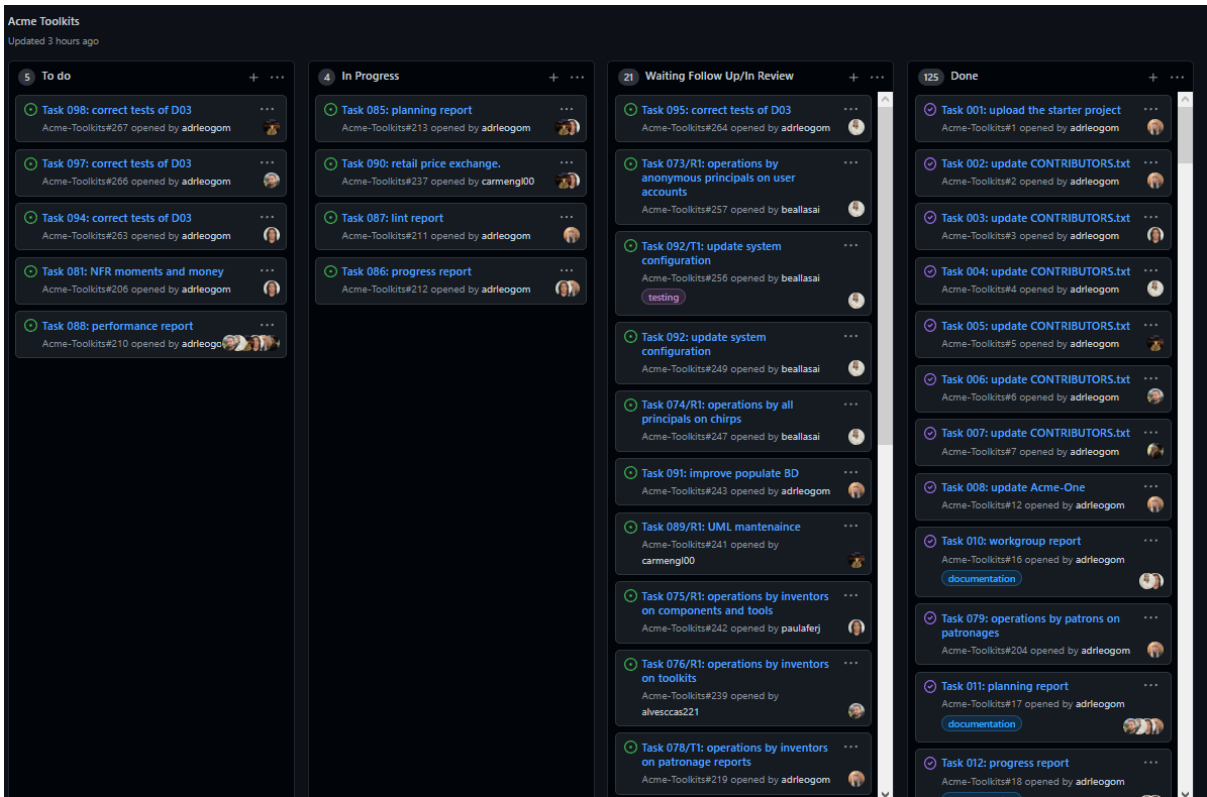 Acme Toolkits
Updated 3 hours ago
5 To do
Task 098: correct tests of D03
Acme-Toolkits#267 opened by adrleogom
Task 097: correct tests of D03
Acme-Toolkits#266 opened by adrleogom
Task 094: correct tests of D03
Acme-Toolkits#263 opened by adrleogom
Task 081: NFR moments and money
Acme-Toolkits#206 opened by adrleogom
Task 088: performance report
Acme-Toolkits#210 opened by adrleogo
4 In Progress
Task 085: planning report
Acme-Toolkits#213 opened by adrleogom
Task 090: retail price exchange.
Acme-Toolkits#237 opened by carmengl00
Task 087: lint report
Acme-Toolkits#211 opened by adrleogom
Task 086: progress report
Acme-Toolkits#212 opened by adrleogom
21 Waiting Follow Up/In Review
Task 095: correct tests of D03
Acme-Toolkits#264 opened by adrleogom
Task 073/R1: operations by
anonymous principals on user
accounts
Acme-Toolkits#257 opened by beallasai
Task 092/T1: update system
configuration
Acme-Toolkits#256 opened by beallasai
testing
Task 092: update system
configuration
Acme-Toolkits#249 opened by beallasai
Task 074/R1: operations by all
principals on chirps
Acme-Toolkits#247 opened by beallasai
Task 091: improve populate BD
Acme-Toolkits#243 opened by adrleogom
Task 089/R1: UML mantenaince
Acme-Toolkits#241 opened by
carmengl00
Task 075/R1: operations by inventors
on components and tools
Acme-Toolkits#242 opened by paulaferj
Task 076/R1: operations by inventors
on toolkits
Acme-Toolkits#239 opened by
alvesccas221
Task 078/T1: operations by inventors
on patronage reports
Acme-Toolkits#219 opened by adrleogom
125 Done
Task 001: upload the starter project
Acme-Toolkits#1 opened by adrleogom
Task 002: update CONTRIBUTORS.txt
Acme-Toolkits#2 opened by adrleogom
Task 003: update CONTRIBUTORS.txt
Acme-Toolkits#3 opened by adrleogom
Task 004: update CONTRIBUTORS.txt
Acme-Toolkits#4 opened by adrleogom
Task 005: update CONTRIBUTORS.txt
Acme-Toolkits#5 opened by adrleogom
Task 006: update CONTRIBUTORS.txt
Acme-Toolkits#6 opened by adrleogom
Task 007: update CONTRIBUTORS.txt
Acme-Toolkits#7 opened by adrleogom
Task 008: update Acme-One
Acme-Toolkits#12 opened by adrleogom
Task 010: workgroup report
Acme-Toolkits#16 opened by adrleogom
documentation
Task 079: operations by patrons on
patronages
Acme-Toolkits#204 opened by adrleogom
Task 011: planning report
Acme-Toolkits#17 opened by adrleogom
documentation
Task 012: progress report
Acme-Toolkits#18 opened by adrleogom